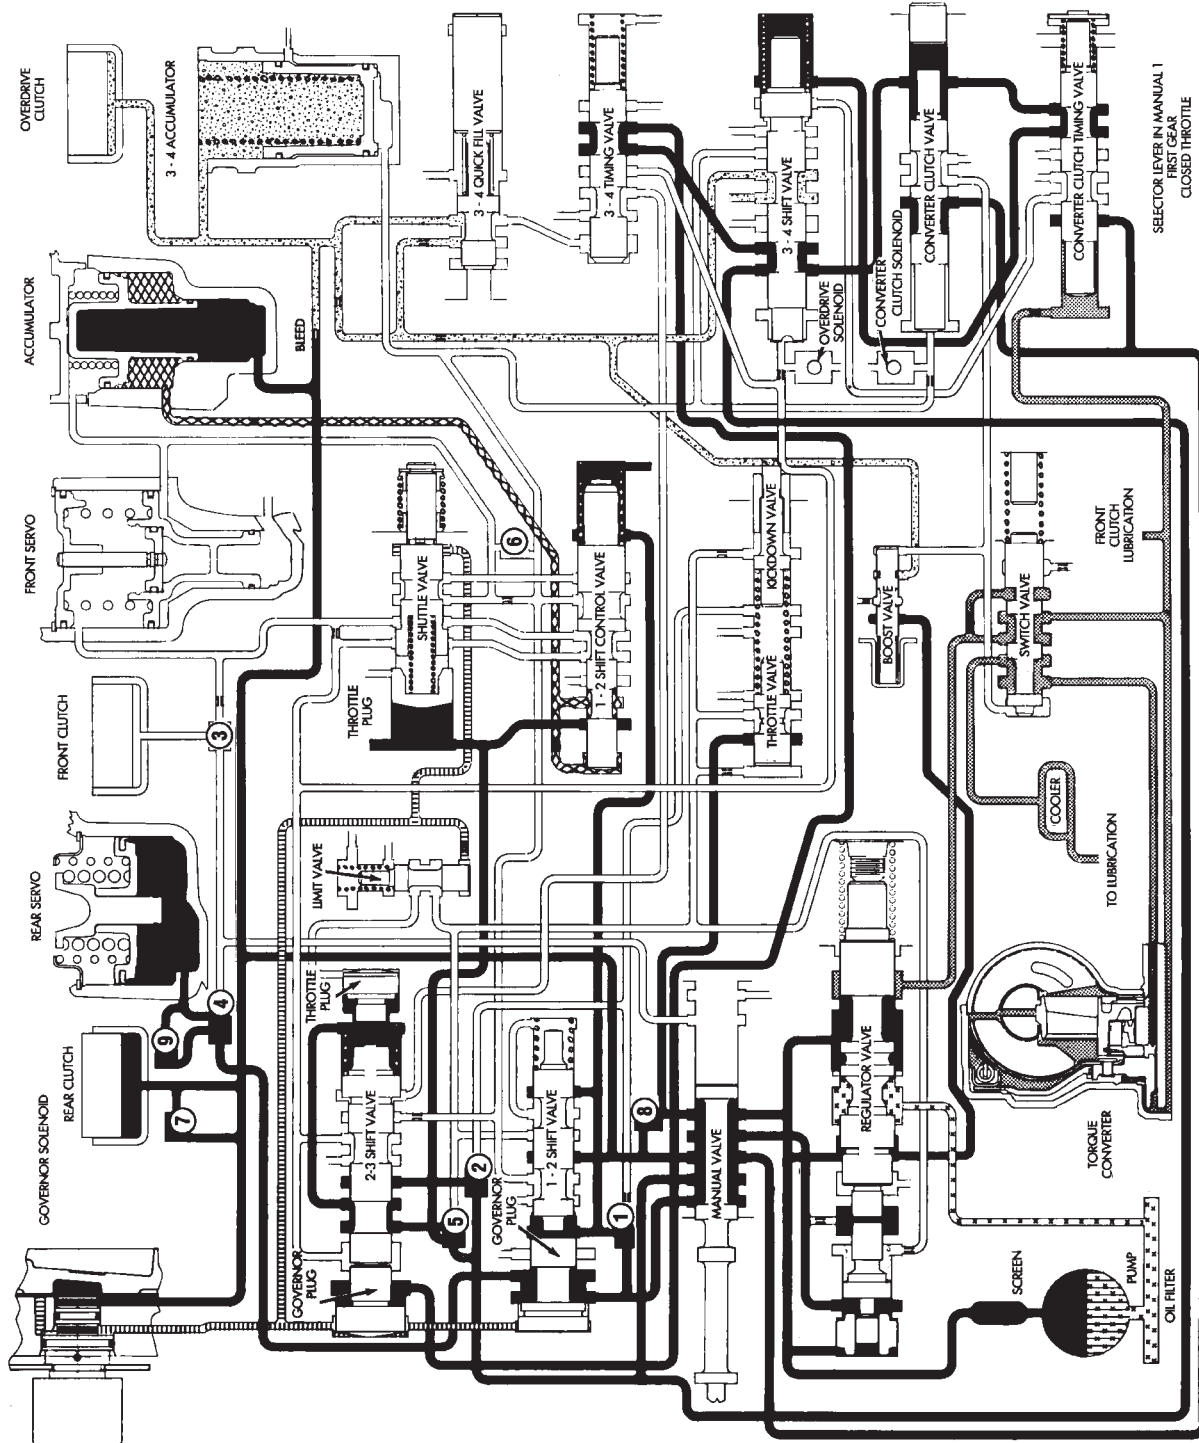 OVERDRIVE
CLUTCH
3 - 4 ACCUMULATOR
3 - 4 QUICK FILL VALVE
3 - 4 TIMING VALVE
3 - 4 SHIFT VALVE
CONVERTER CLUTCH VALVE
CONVERTER CLUTCH TIMING VALVE
SELECTOR LEVER IN MANUAL 1
FIRST GEAR
CLOSED THROTTLE
ACCUMULATOR
BLEED
OVERDRIVE
SOLENOID
CONVERTER
CLUTCH SOLENOID
FRONT SERVO
SHUTTLE VALVE
6
1 - 2 SHIFT CONTROL VALVE
KICKDOWN VALVE
THROTTLE VALVE
BOOST VALVE
SWITCH VALVE
FRONT
CLUTCH
LUBRICATION
FRONT CLUTCH
3
THROTTLE
PLUG
COOLER
TO LUBRICATION
REAR SERVO
LIMIT VALVE
REAR CLUTCH
9
4
7
THROTTLE
PLUG
2-3 SHIFT VALVE
1 - 2 SHIFT VALVE
8
MANUAL VALVE
REGULATOR VALVE
TORQUE
CONVERTER
GOVERNOR SOLENOID
GOVERNOR
PLUG
5
2
GOVERNOR
PLUG
1
SCREEN
PUMP
OIL FILTER